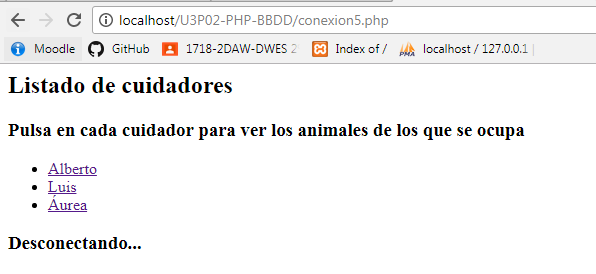 localhost/U3P02-PHP-BBDD/conexion5.php
Moodle GitHub 1718-2DAW-DWES Index of / localhost / 127.0.0.1
PMA
Listado de cuidadores
Pulsa en cada cuidador para ver los animales de los que se ocupa
Alberto
Luis
Áurea
Desconectando...